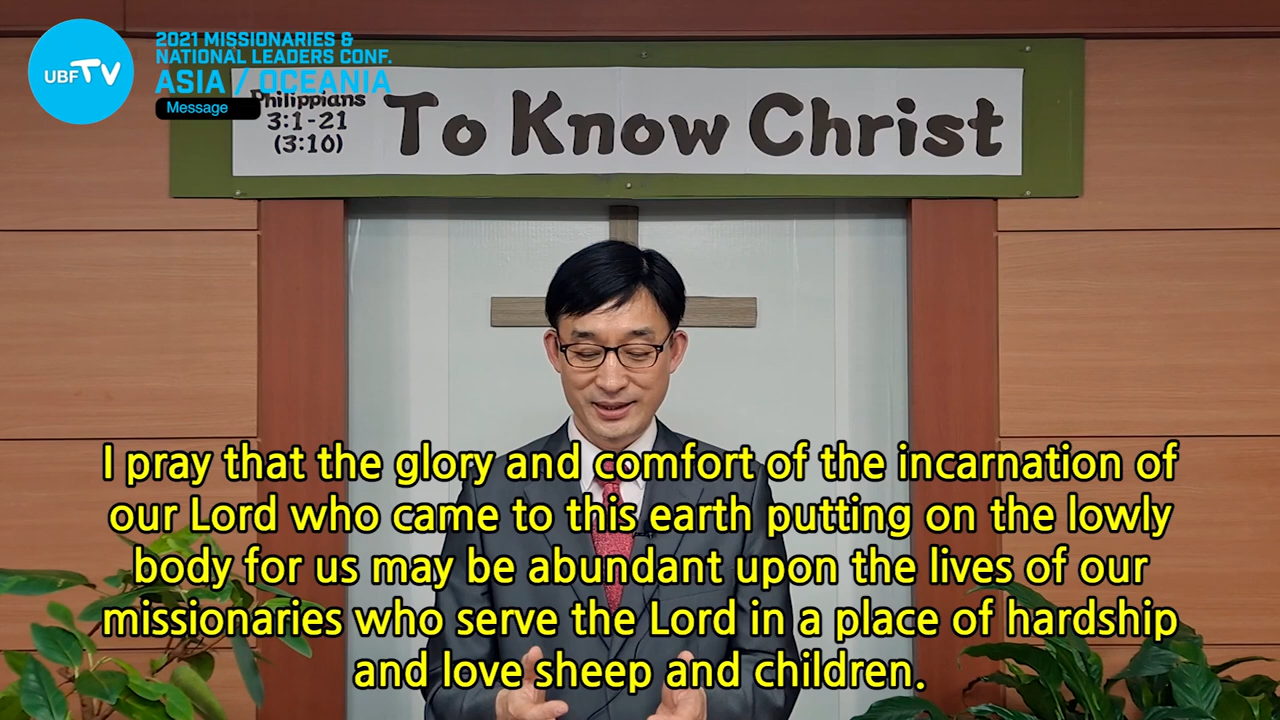 UBFTV
2021 MISSIONARIES &
NATIONAL LEADERS CONF.
ASIA / OCEANIA
Message
Philippians
3:1-21
(3:10)
To Know Christ
I pray that the glory and comfort of the incarnation of
our Lord who came to this earth putting on the lowly
body for us may be abundant upon the lives of our
missionaries who serve the Lord in a place of hardship
and love sheep and children.